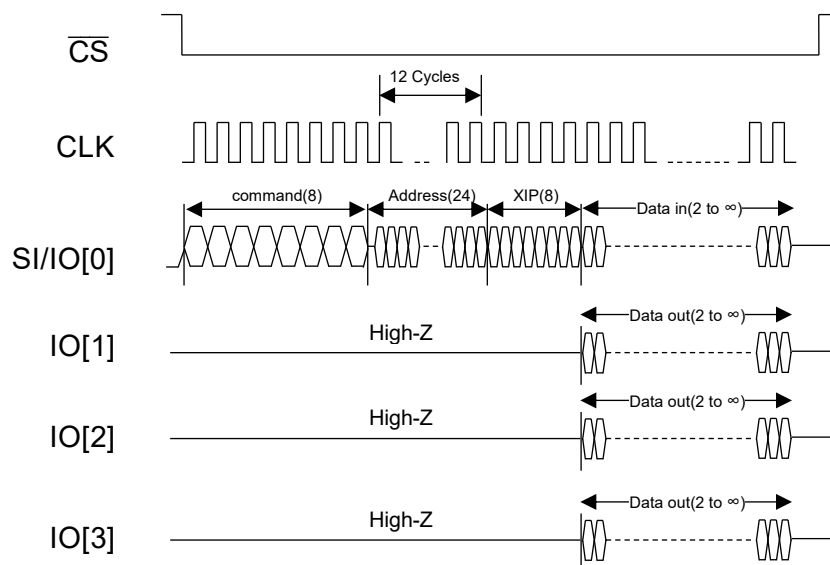 CS
12 Cycles
CLK
command(8)
Address(24)
XIP(8)
Data in(2 to ∞)
SI/IO[0]
Data out(2 to ∞)
High-Z
IO[1]
Data out(2 to ∞)
High-Z
IO[2]
Data out(2 to ∞)
High-Z
IO[3]